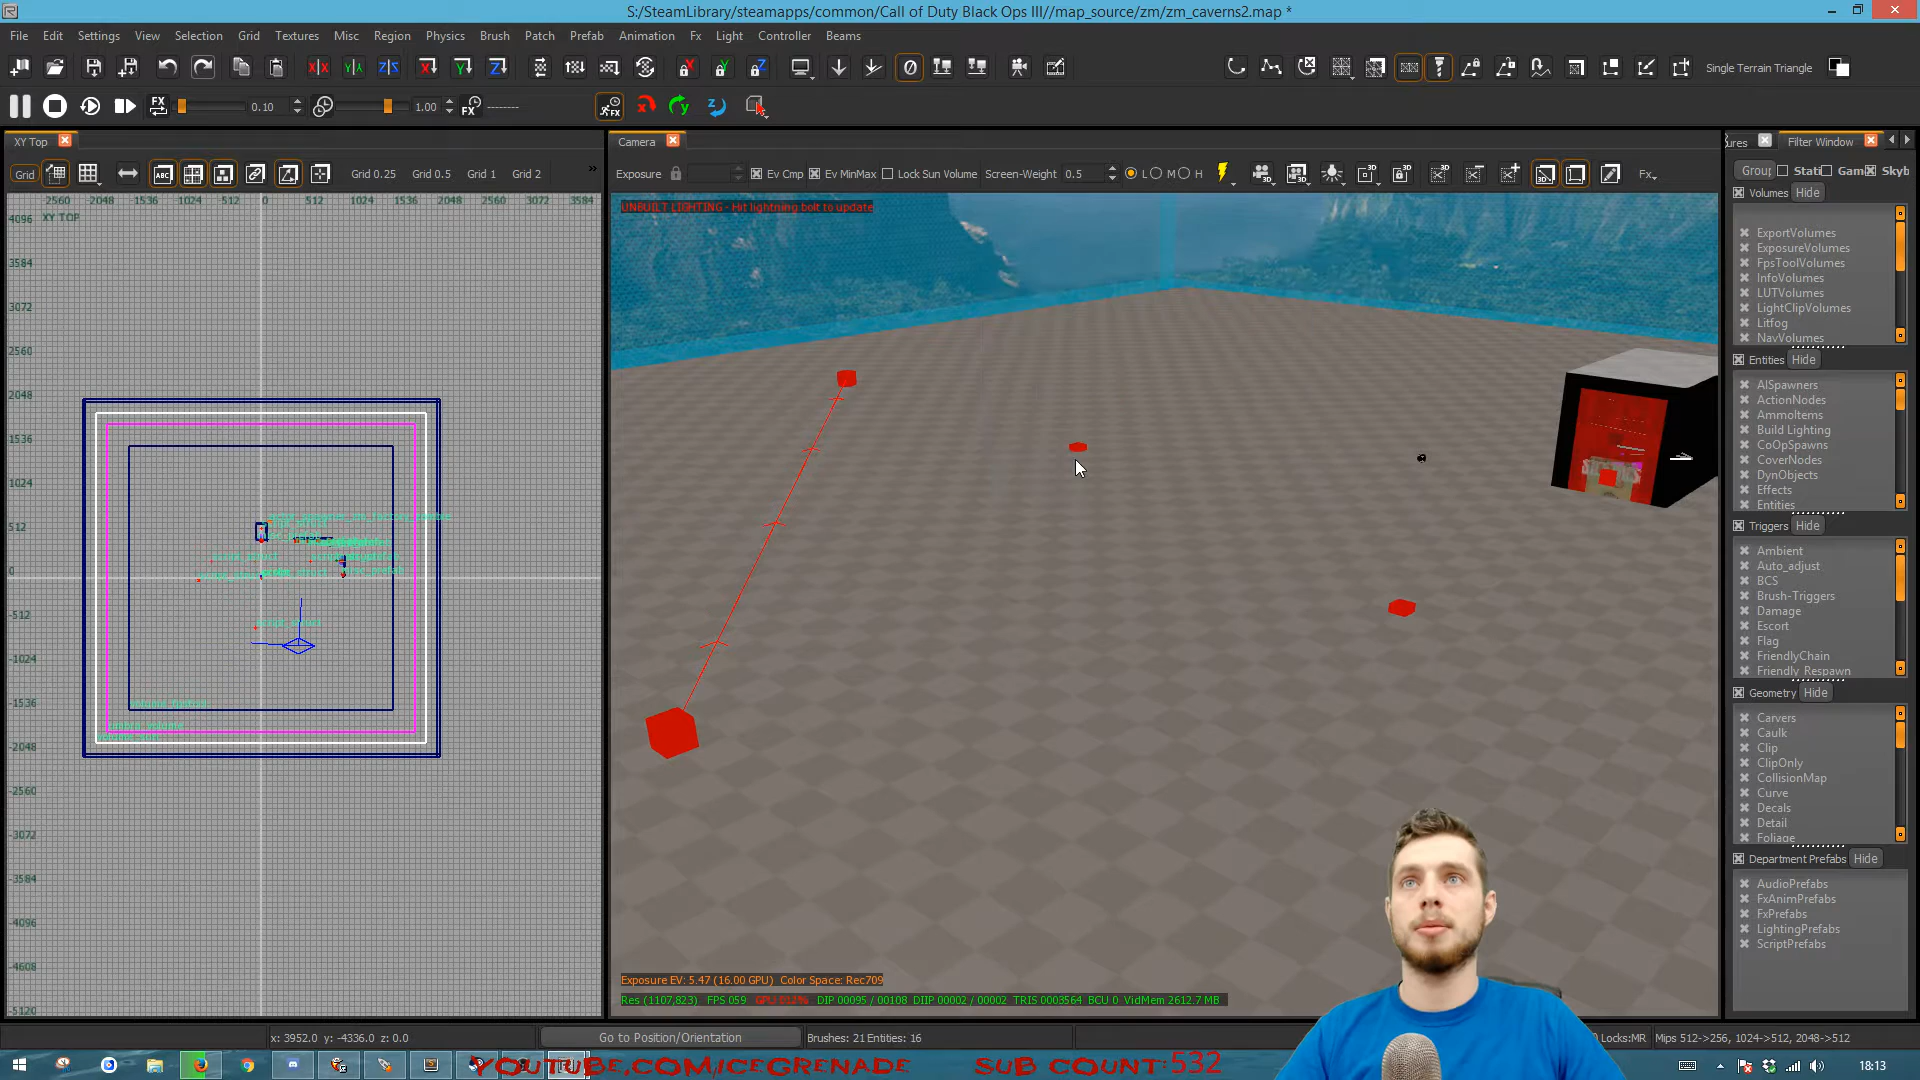 S:/SteamLibrary/steamapps/common/Call of Duty Black Ops III//map_source/zm/zm_caverns2.map *
File Edit Settings View Selection Grid Textures Misc Region Physics Brush Patch Prefab Animation Fx Light Controller Beams
Single Terrain Triangle
FX 0.10 1.00 FX --------
XY Top
Camera
Filter Window
Grid Grid 0.25 Grid 0.5 Grid 1 Grid 2
Exposure Ev Cmp Ev MinMax Lock Sun Volume Screen-Weight 0.5 L M H Fx
UNBUILT LIGHTING - Hit lightning bolt to update
-2560 -2048 -1536 -1024 -512 0 512 1024 1536 2048 2560 3072 3584
XY TOP
4096
3584
3072
2560
2048
1536
1024
512
0
-512
-1024
-1536
-2048
-2560
-3072
-3584
-4096
-4608
-5120
Volumes Hide
ExportVolumes
ExposureVolumes
FpsToolVolumes
InfoVolumes
LUTVolumes
LightClipVolumes
Litfog
NavVolumes
Entities Hide
AISpawners
ActionNodes
AmmoItems
Build Lighting
CoOpSpawns
CoverNodes
DynObjects
Effects
Entities
Triggers Hide
Ambient
Auto_adjust
BCS
Brush-Triggers
Damage
Escort
Flag
FriendlyChain
Friendly_Respawn
Geometry Hide
Carvers
Caulk
Clip
ClipOnly
CollisionMap
Curve
Decals
Detail
Foliage
Department Prefabs Hide
AudioPrefabs
FxAnimPrefabs
FxPrefabs
LightingPrefabs
ScriptPrefabs
Exposure EV: 5.47 (16.00 GPU) Color Space: Rec709
Res (1107,823) FPS 059 DIP 00095 / 00108 DIIP 00002 / 00002 TRIS 0003564 BCU 0 VidMem 2612.7 MB
x: 3952.0 y: -4336.0 z: 0.0
Go to Position/Orientation
Brushes: 21 Entities: 16
Locks:MR
Mips 512->256, 1024->512, 2048->512
YOUTUBE.COM/ICEGRENADE SUB COUNT:532
18:13